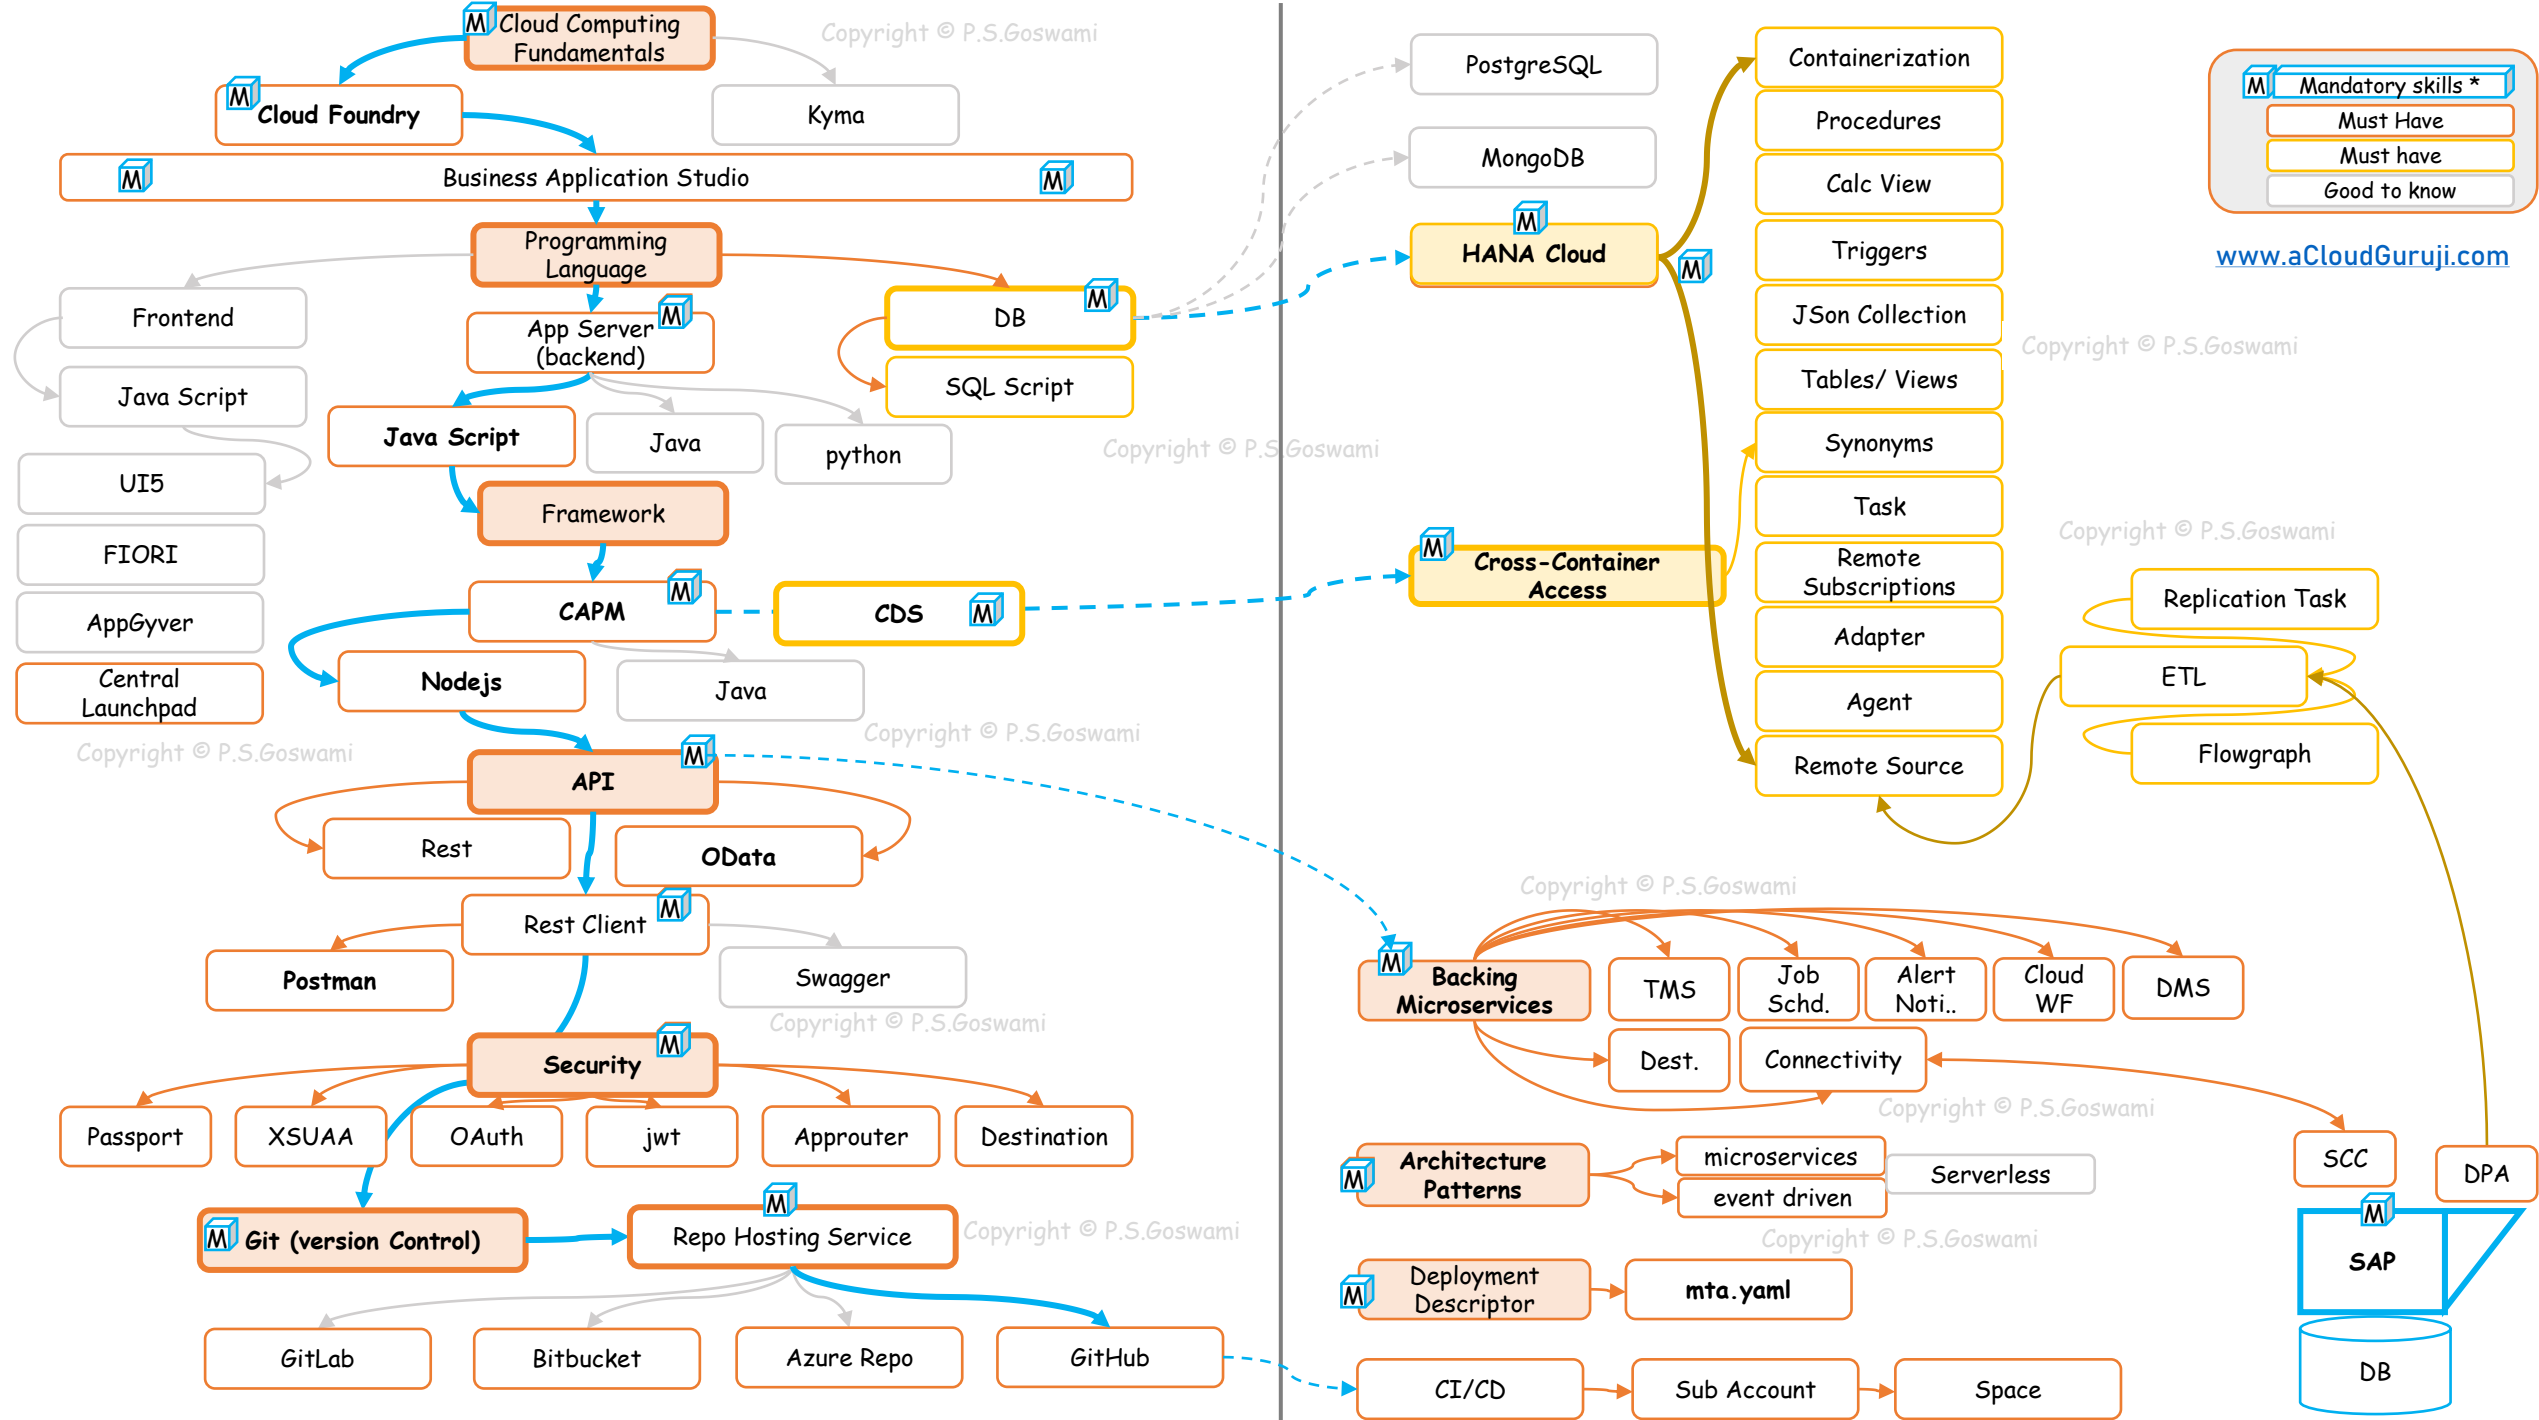 Cloud Computing
Fundamentals
M
Copyright © P.S.Goswami
M
Cloud Foundry
Kyma
M
Business Application Studio
M
Programming
Language
Frontend
App Server
(backend)
M
DB
M
Java Script
SQL Script
Java Script
Java
python
Copyright © P.S.Goswami
UI5
Framework
FIORI
CAPM
M
CDS
M
AppGyver
Central
Launchpad
Nodejs
Java
Copyright © P.S.Goswami
Copyright © P.S.Goswami
API
M
Rest
OData
Rest Client
M
Postman
Swagger
Copyright © P.S.Goswami
Security
M
Passport
XSUAA
OAuth
jwt
Approuter
Destination
M
Git (version Control)
M
Repo Hosting Service
Copyright © P.S.Goswami
GitLab
Bitbucket
Azure Repo
GitHub
PostgreSQL
MongoDB
M
HANA Cloud
M
Containerization
Procedures
Calc View
Triggers
JSon Collection
Tables/ Views
Synonyms
Task
Remote
Subscriptions
Adapter
Agent
Remote Source
M
Cross-Container
Access
M
Mandatory skills *
Must Have
Must have
Good to know
www.aCloudGuruji.com
Copyright © P.S.Goswami
Copyright © P.S.Goswami
Replication Task
ETL
Flowgraph
Copyright © P.S.Goswami
M
Backing
Microservices
TMS
Job
Schd.
Alert
Noti..
Cloud
WF
DMS
Dest.
Connectivity
Copyright © P.S.Goswami
M
Architecture
Patterns
microservices
event driven
Serverless
Copyright © P.S.Goswami
SCC
DPA
M
SAP
DB
M
Deployment
Descriptor
mta.yaml
CI/CD
Sub Account
Space